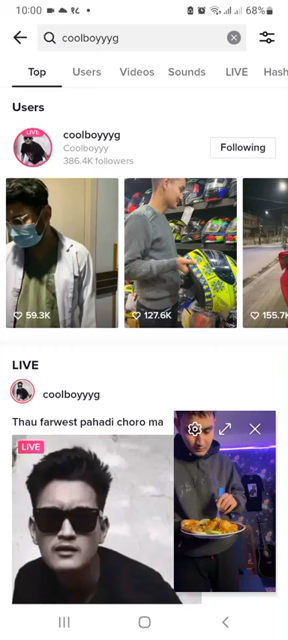 10:00 १८ 68%
coolboyyyg
Top Users Videos Sounds LIVE Hash
Users
LIVE
coolboyyyg
Coolboyyy
386.4K followers
Following
59.3K 127.6K 155.7K
LIVE
coolboyyyg
Thau farwest pahadi choro ma
LIVE